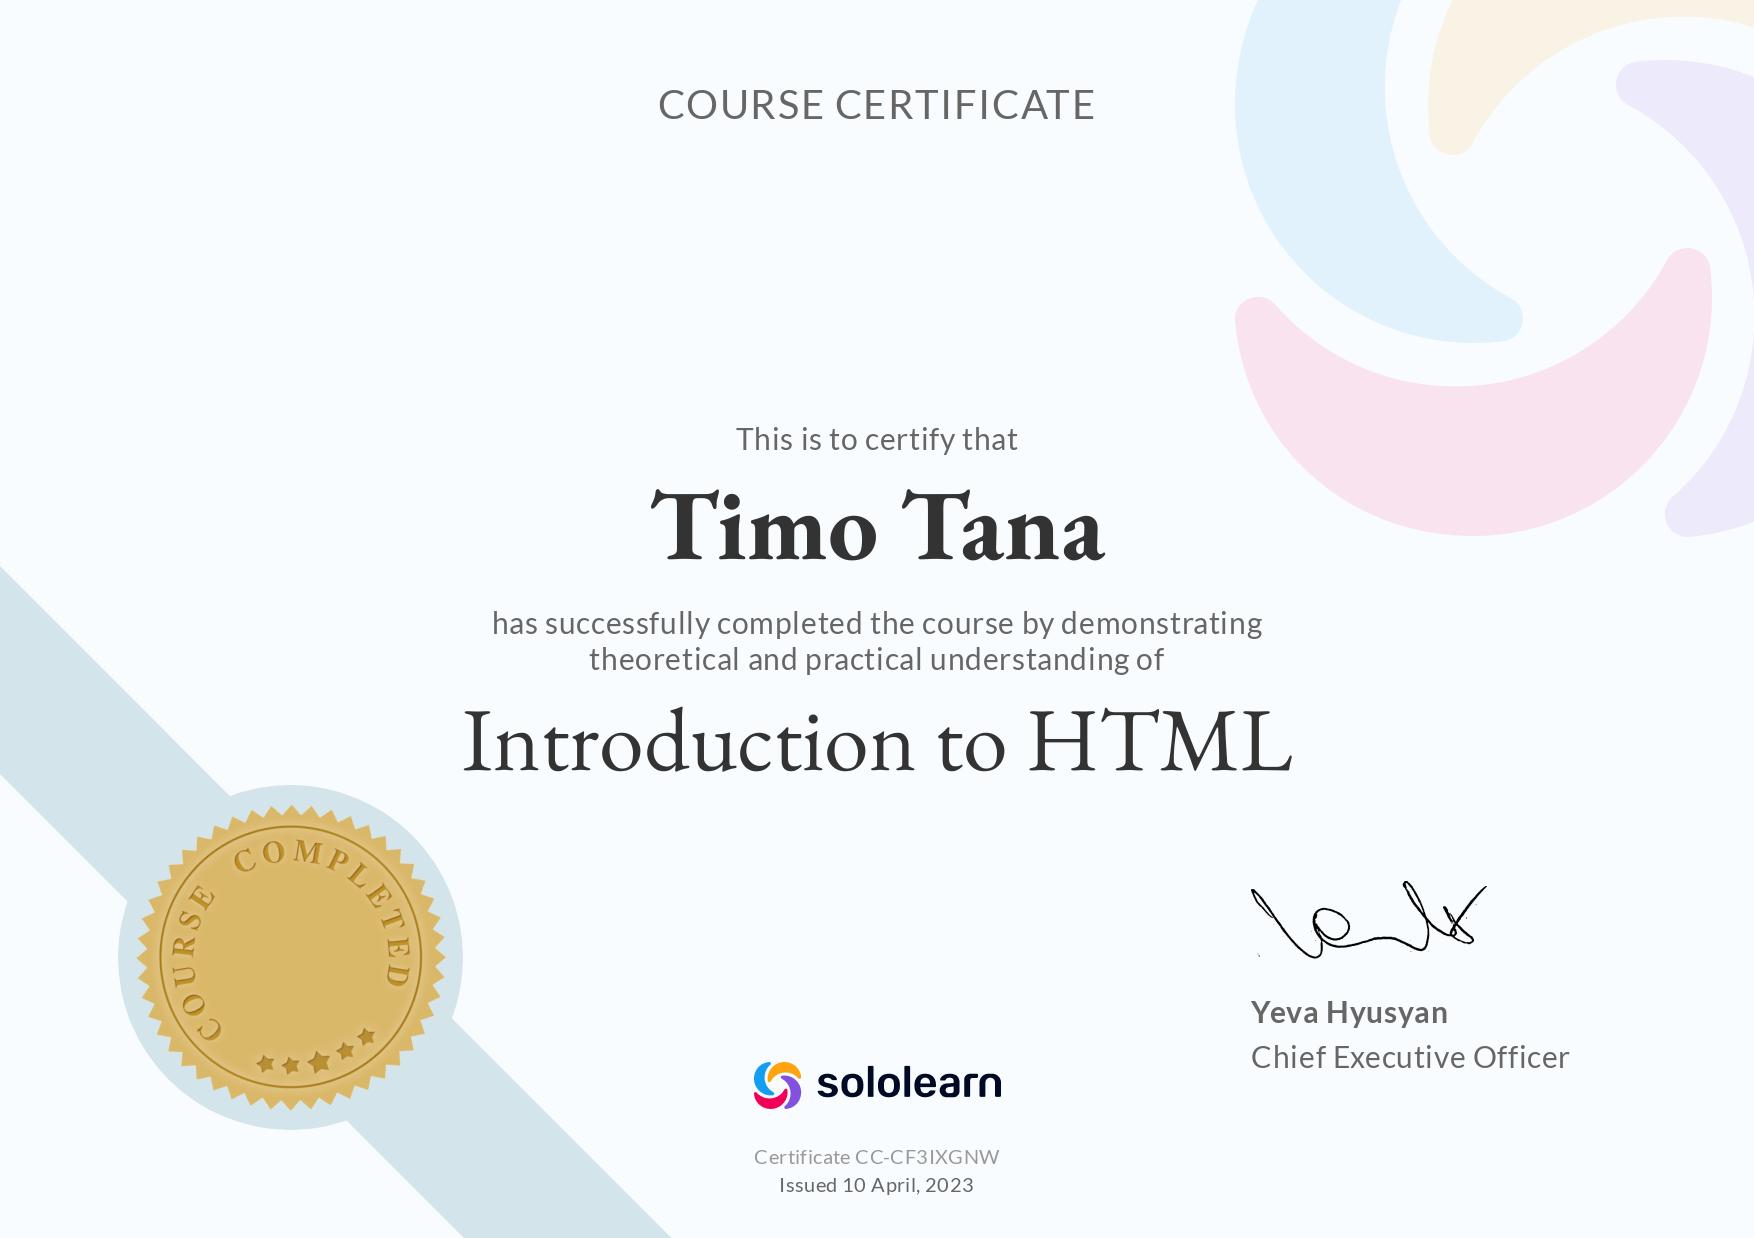 COURSE CERTIFICATE
This is to certify that
Timo Tana
has successfully completed the course by demonstrating
theoretical and practical understanding of
Introduction to HTML
COURSE COMPLETED
Yeva Hyusyan
Chief Executive Officer
sololearn
Certificate CC-CF3IXGNW
Issued 10 April, 2023